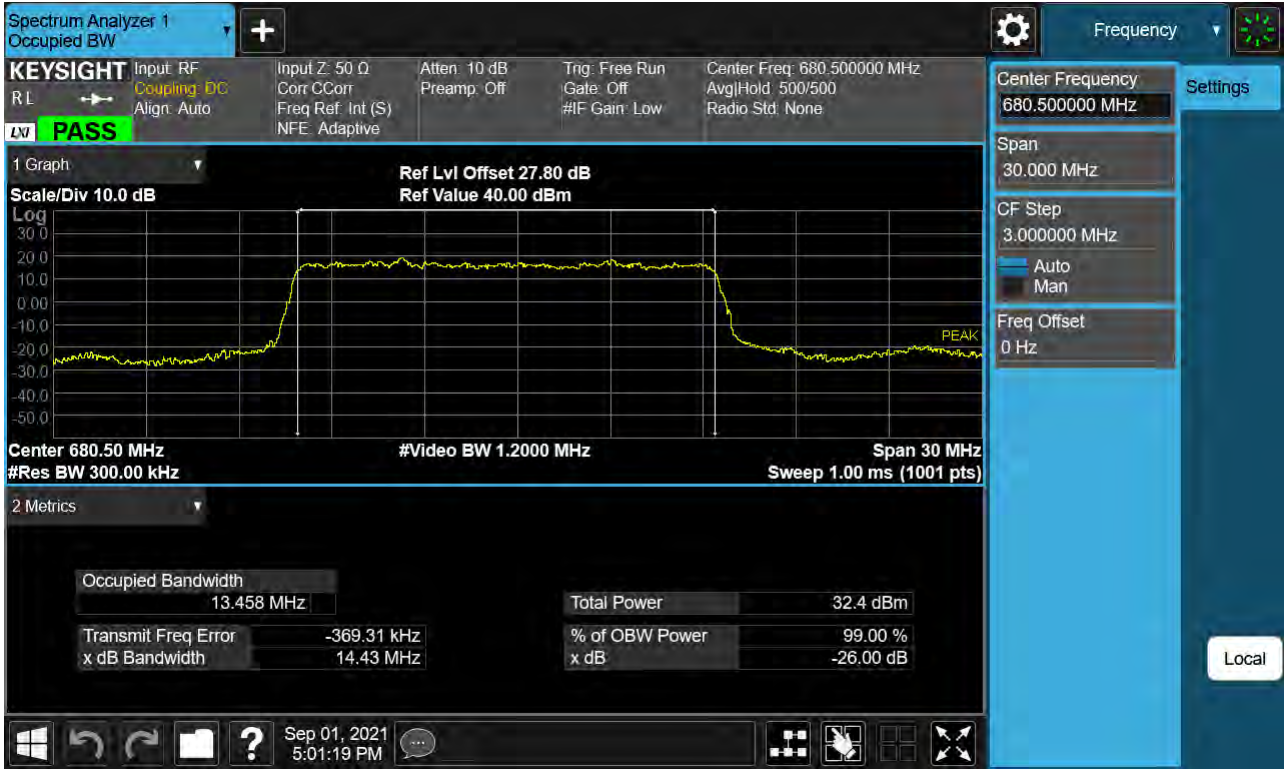 Spectrum Analyzer 1
Occupied BW
+
Frequency
KEYSIGHT
RL
LXI
PASS
Input: RF
Coupling: DC
Align: Auto
Input Z: 50 Ω
Corr CCorr
Freq Ref: Int (S)
NFE: Adaptive
Atten: 10 dB
Preamp: Off
Trig: Free Run
Gate: Off
#IF Gain: Low
Center Freq: 680.500000 MHz
Avg|Hold: 500/500
Radio Std: None
Center Frequency
680.500000 MHz
Settings
Span
30.000 MHz
CF Step
3.000000 MHz
Auto
Man
Freq Offset
0 Hz
Local
1 Graph
Scale/Div 10.0 dB
Ref Lvl Offset 27.80 dB
Ref Value 40.00 dBm
Log
30.0
20.0
10.0
0.00
-10.0
-20.0
-30.0
-40.0
-50.0
PEAK
Center 680.50 MHz
#Video BW 1.2000 MHz
Span 30 MHz
#Res BW 300.00 kHz
Sweep 1.00 ms (1001 pts)
2 Metrics
Occupied Bandwidth
13.458 MHz
Total Power 32.4 dBm
Transmit Freq Error -369.31 kHz
% of OBW Power 99.00 %
x dB Bandwidth 14.43 MHz
x dB -26.00 dB
?
Sep 01, 2021
5:01:19 PM